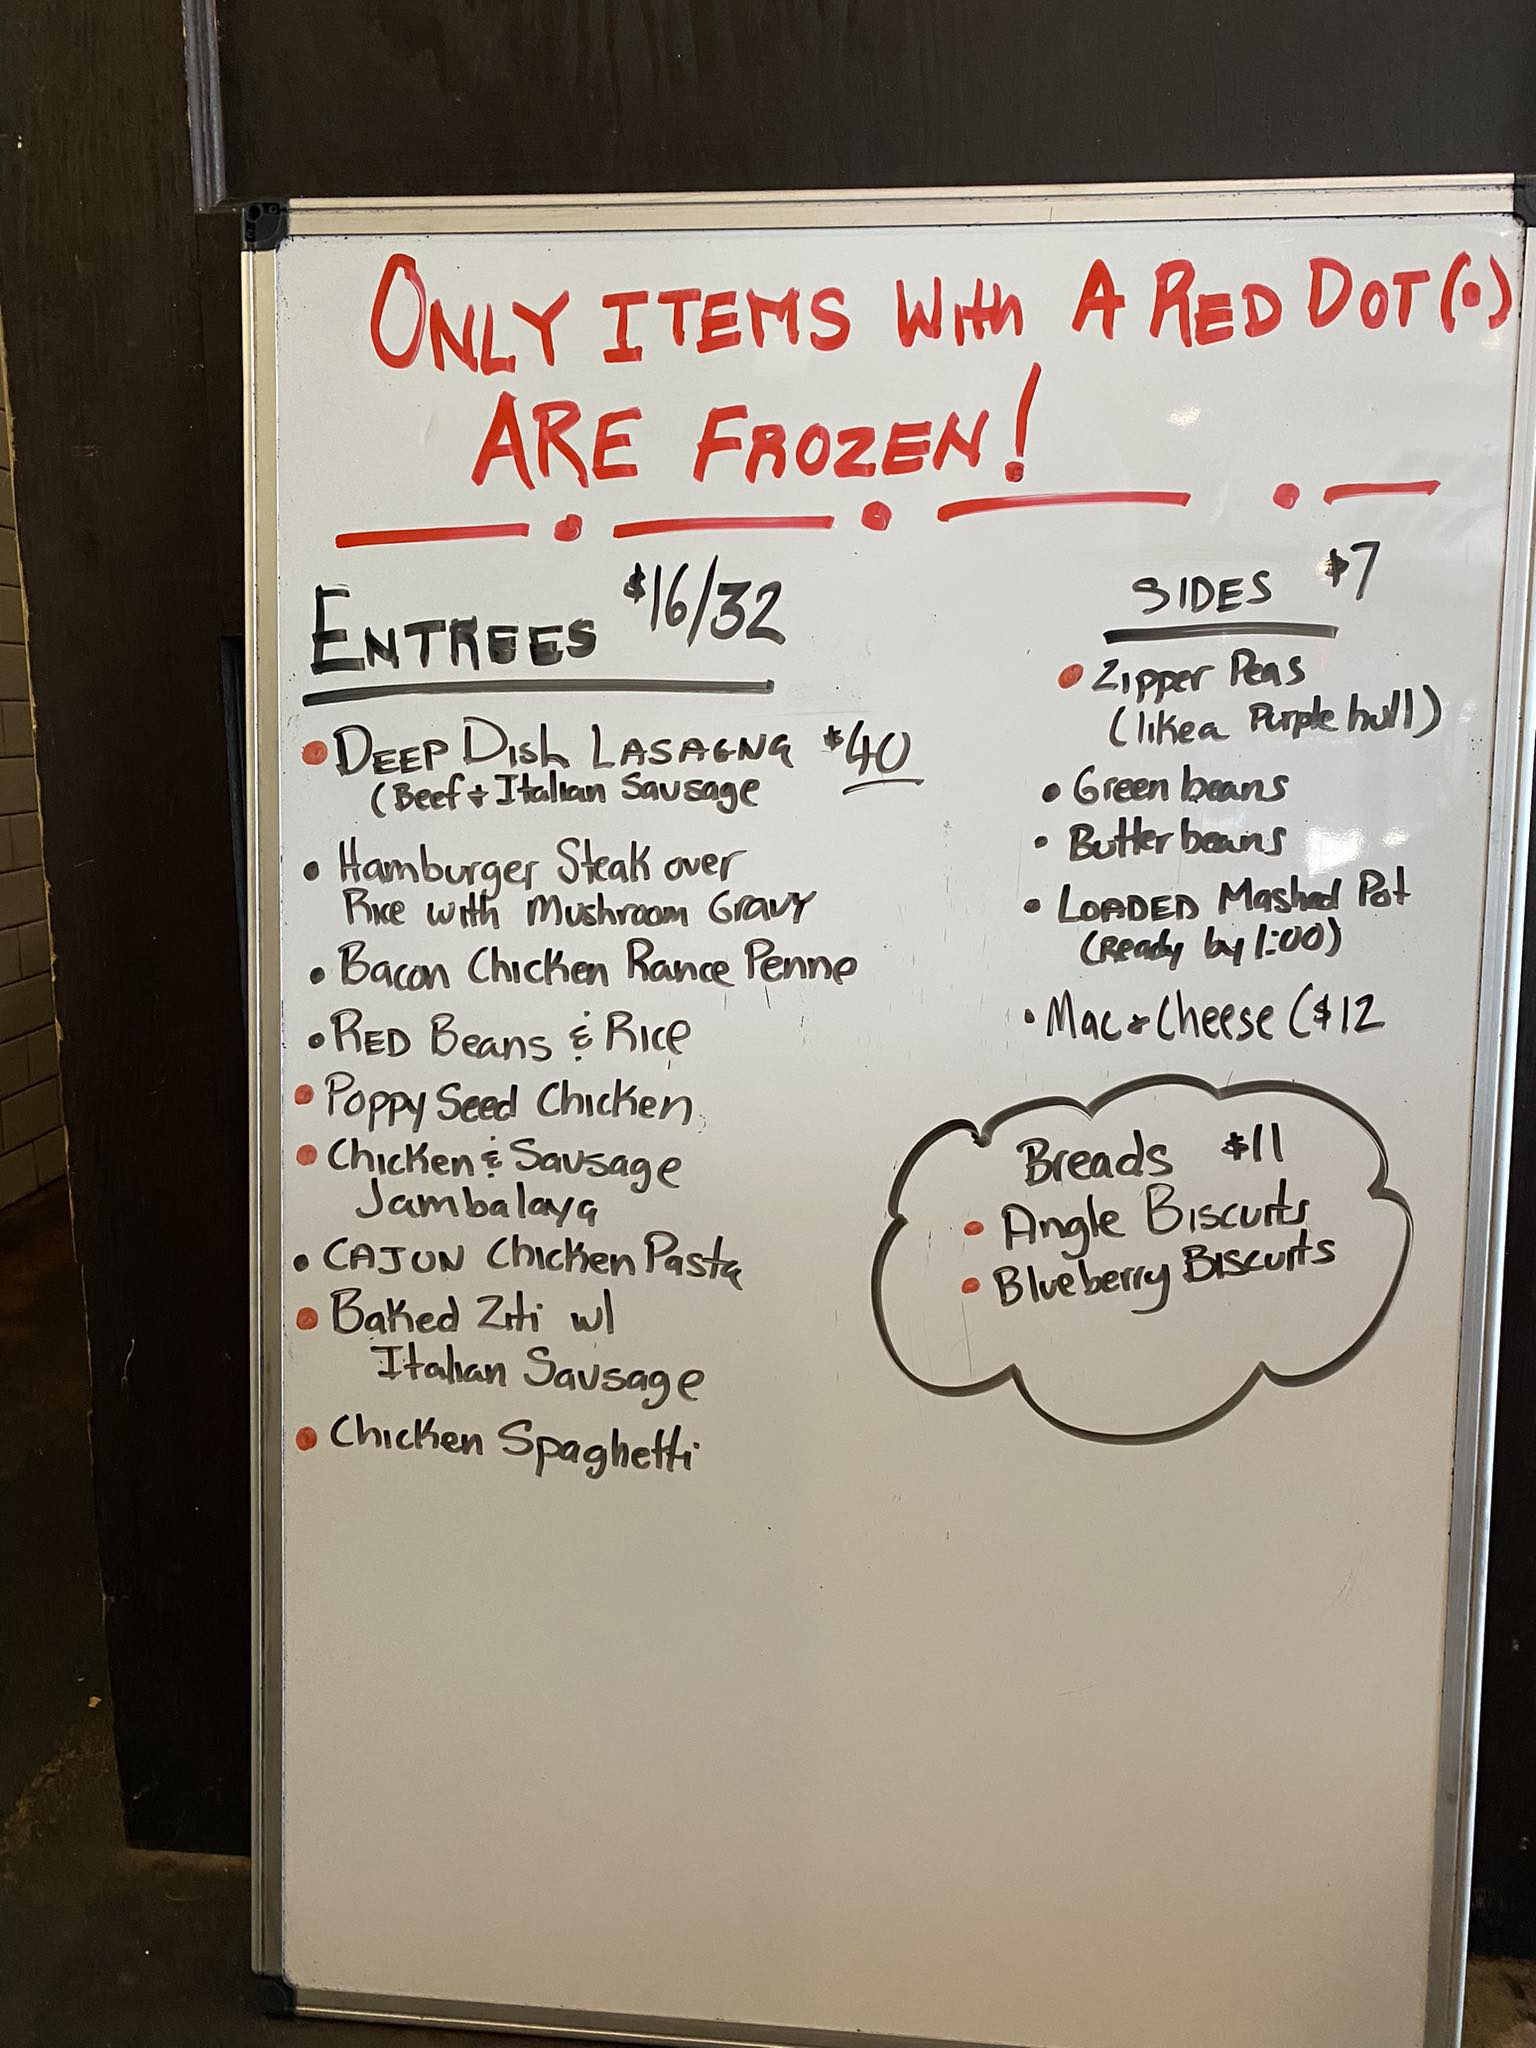 ONLY ITEMS With A RED DOT (•)
ARE FROZEN!
ENTREES $16/32
• DEEP DISh LASAGNA $40
(Beef + Italian Sausage
• Hamburger Steak over
Rice with Mushroom Gravy
• Bacon Chicken Rance Penne
• RED Beans & Rice
• Poppy Seed Chicken
• Chicken & Sausage
Jambalaya
• CAJUN Chicken Pasta
• Baked Ziti w/
Italian Sausage
• Chicken Spaghetti
SIDES $7
• Zipper Peas
(like a Purple hull)
• Green beans
• Butter beans
• LOADED Mashed Pot
(Ready by 1:00)
• Mac & Cheese ($12
Breads $11
• Angle Biscuits
• Blueberry Biscuits